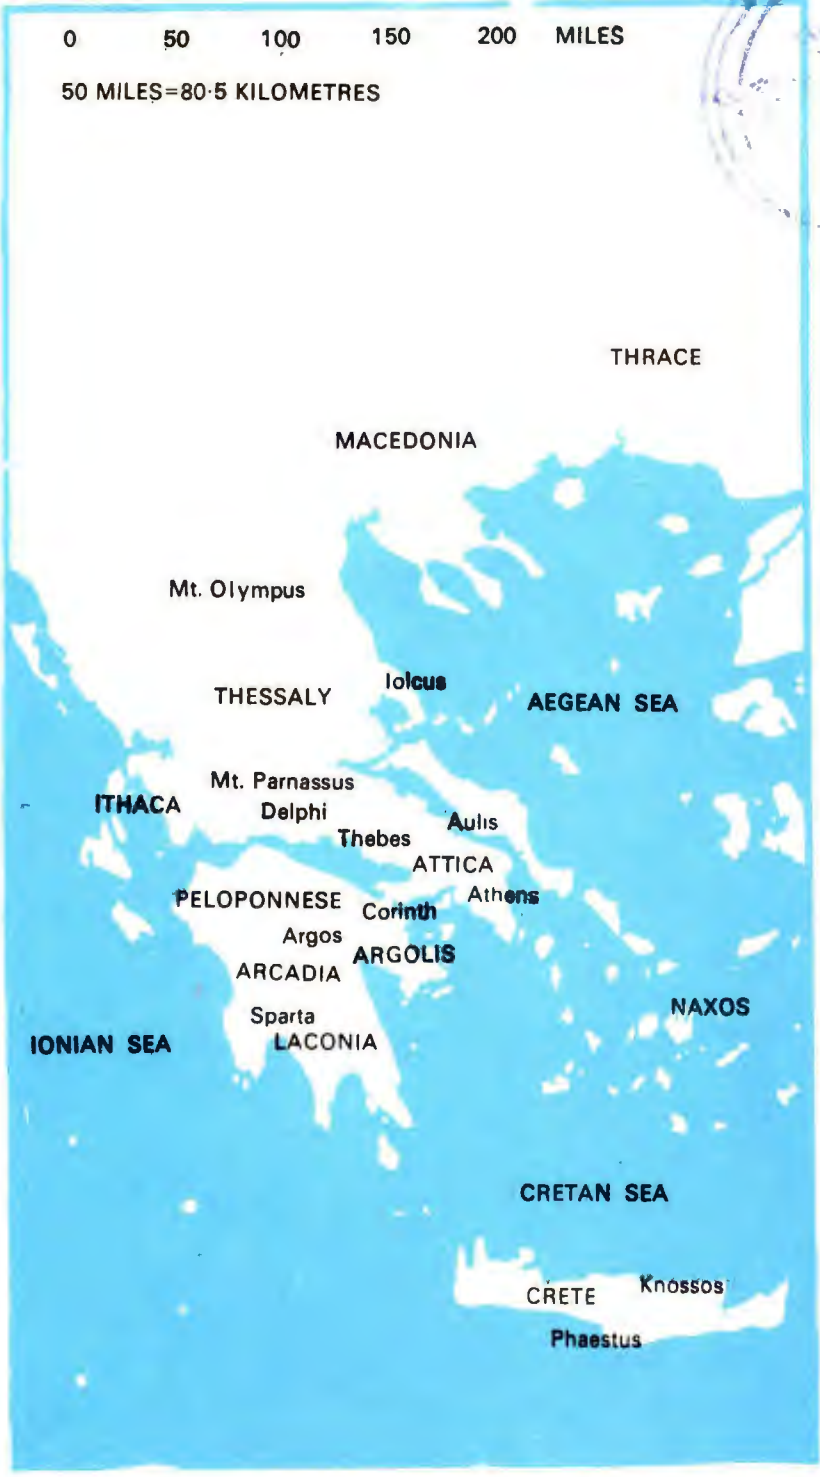 0 50 100 150 200 MILES
50 MILES=80·5 KILOMETRES
THRACE
MACEDONIA
Mt. Olympus
Iolcus
THESSALY
AEGEAN SEA
Mt. Parnassus
ITHACA
Delphi
Aulis
Thebes
ATTICA
Athens
PELOPONNESE
Corinth
Argos
ARGOLIS
ARCADIA
NAXOS
Sparta
LACONIA
IONIAN SEA
CRETAN SEA
Knossos
CRETE
Phaestus